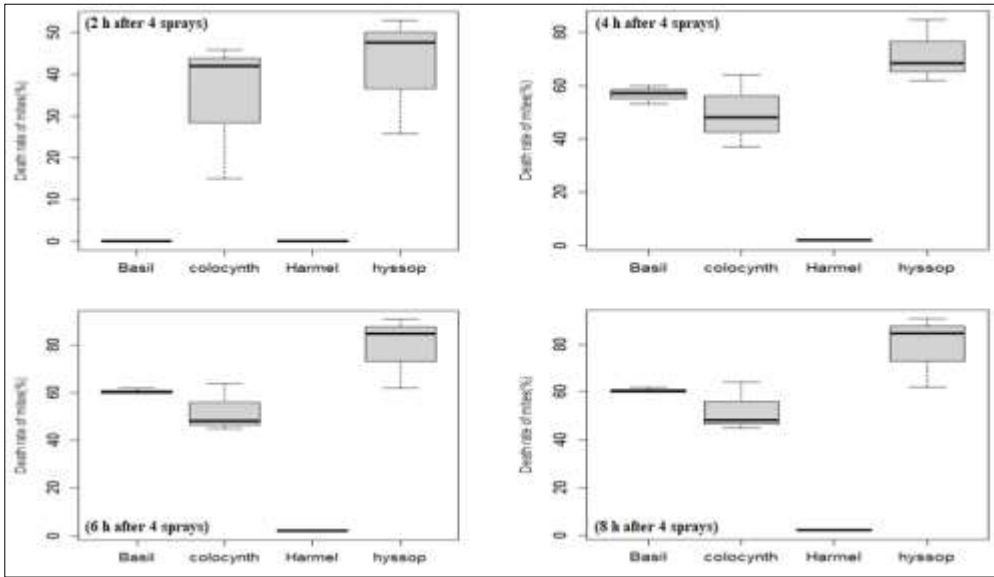 (2 h after 4 sprays)
Death rate of mites(%)
50
40
30
20
10
0
Basil colocynth Harmel hyssop
(4 h after 4 sprays)
Death rate of mites(%)
80
60
40
20
0
Basil colocynth Harmel hyssop
(6 h after 4 sprays)
Death rate of mites(%)
80
60
40
20
0
Basil colocynth Harmel hyssop
(8 h after 4 sprays)
Death rate of mites(%)
80
60
40
20
0
Basil colocynth Harmel hyssop